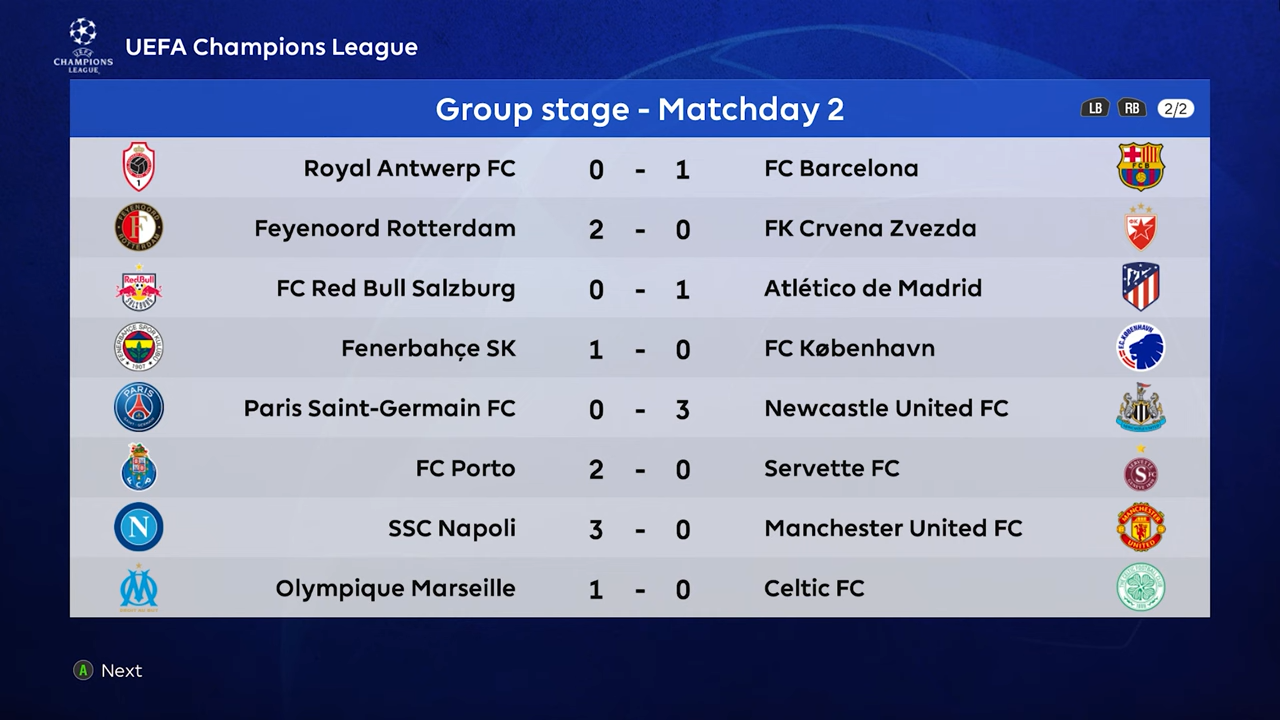 UEFA
CHAMPIONS
LEAGUE
UEFA Champions League
Group stage - Matchday 2
LB RB 2/2
Royal Antwerp FC 0 - 1 FC Barcelona
Feyenoord Rotterdam 2 - 0 FK Crvena Zvezda
FC Red Bull Salzburg 0 - 1 Atlético de Madrid
Fenerbahçe SK 1 - 0 FC København
Paris Saint-Germain FC 0 - 3 Newcastle United FC
FC Porto 2 - 0 Servette FC
SSC Napoli 3 - 0 Manchester United FC
Olympique Marseille 1 - 0 Celtic FC
A Next